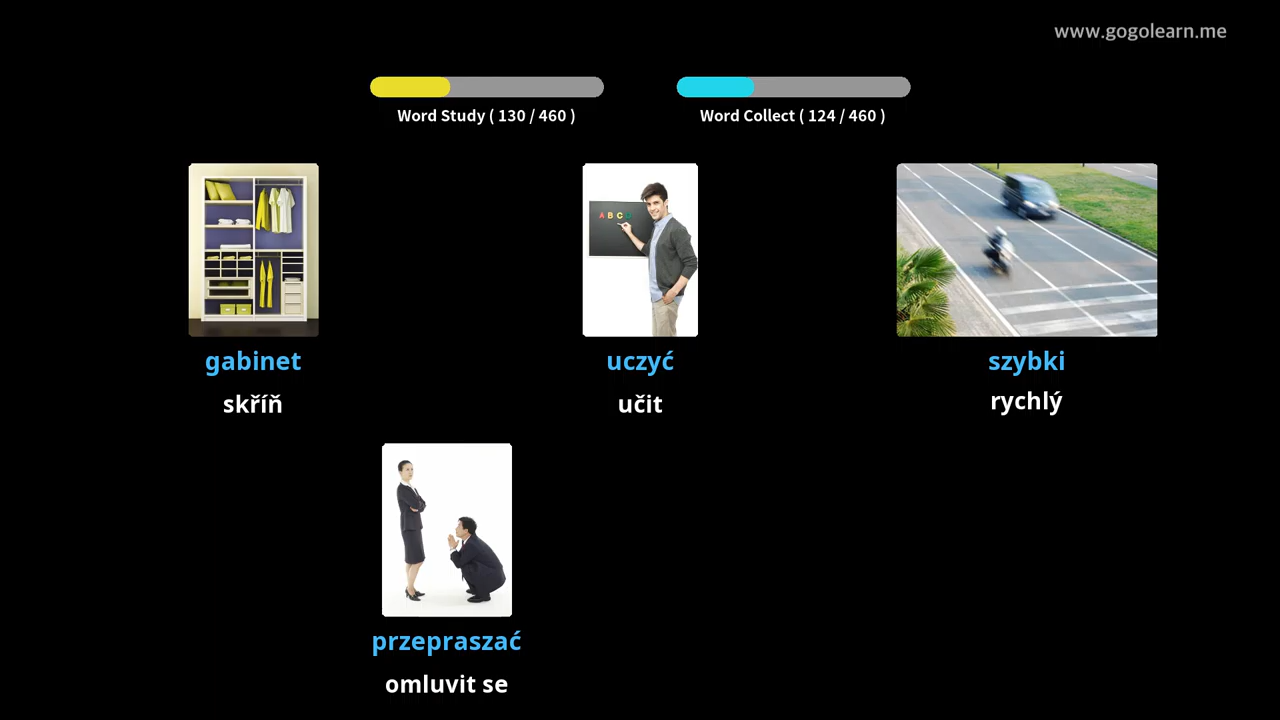 www.gogolearn.me
Word Study ( 130 / 460 )
Word Collect ( 124 / 460 )
A B C D
gabinet
uczyć
szybki
skříň
učit
rychlý
przepraszać
omluvit se